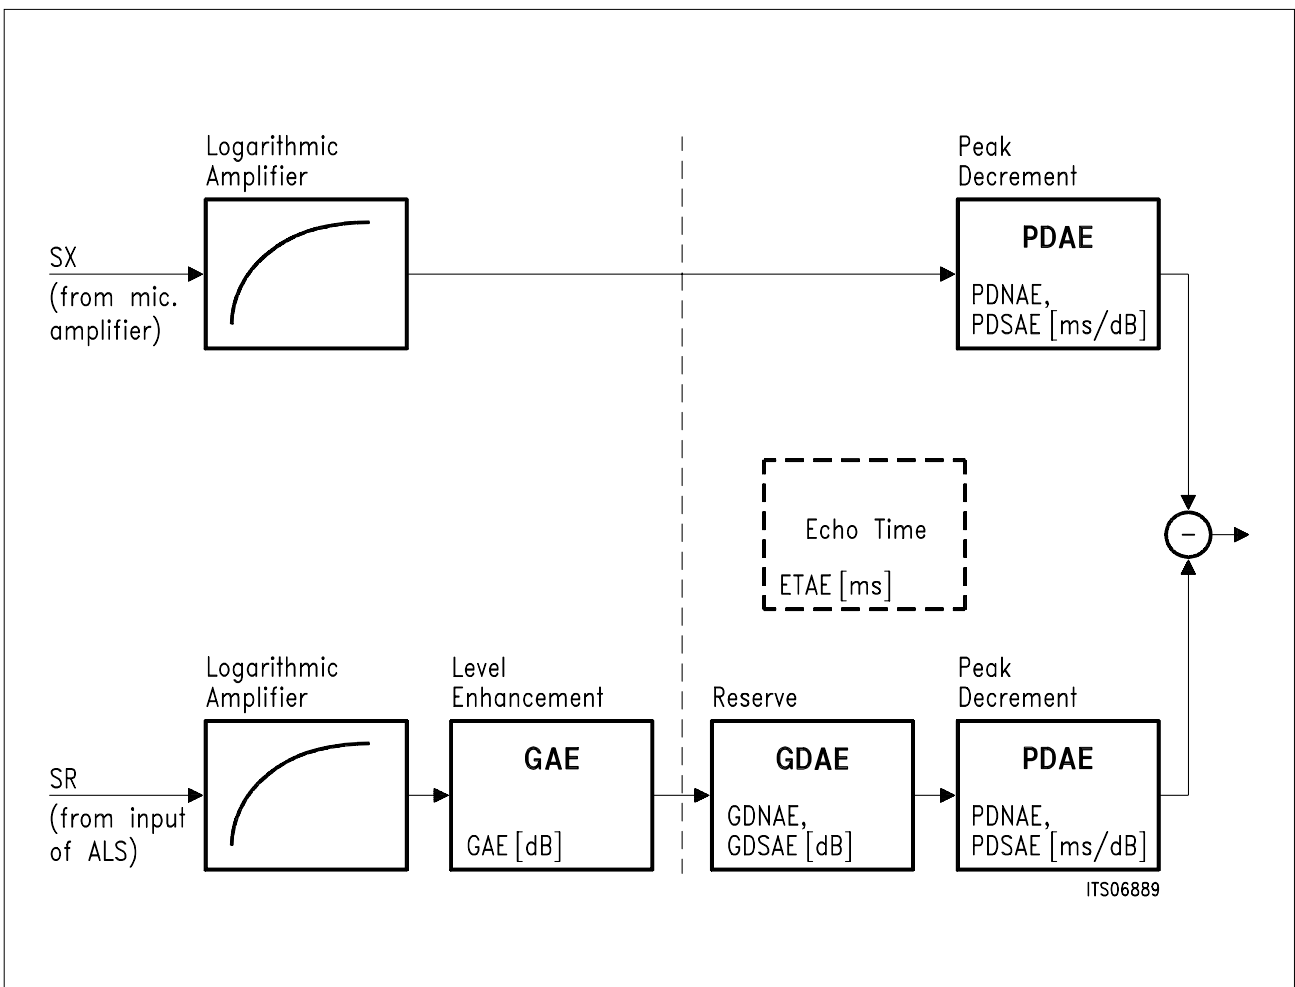 Logarithmic
Amplifier
Peak
Decrement
SX
(from mic.
amplifier)
PDAE
PDNAE,
PDSAE [ms/dB]
Echo Time
ETAE [ms]
−
Logarithmic
Amplifier
Level
Enhancement
Reserve
Peak
Decrement
SR
(from input
of ALS)
GAE
GAE [dB]
GDAE
GDNAE,
GDSAE [dB]
PDAE
PDNAE,
PDSAE [ms/dB]
ITS06889